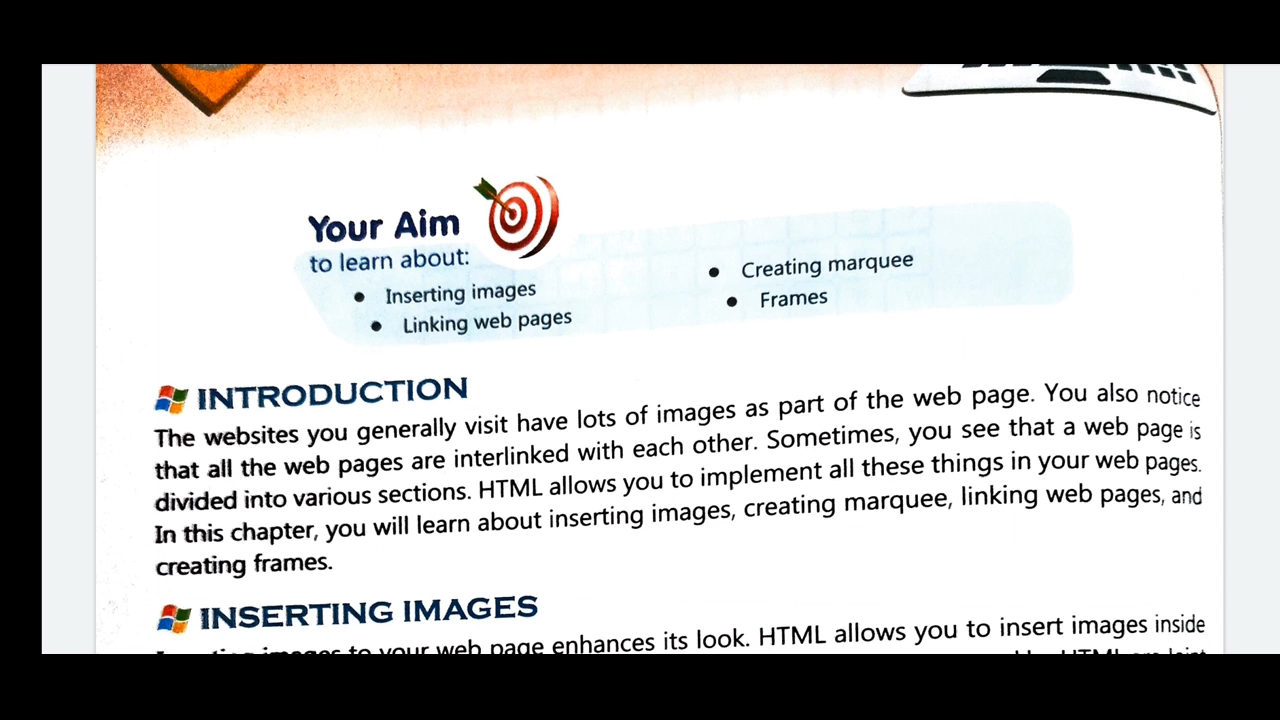 Your Aim
to learn about:
• Inserting images
• Linking web pages
• Creating marquee
• Frames
INTRODUCTION
The websites you generally visit have lots of images as part of the web page. You also notice
that all the web pages are interlinked with each other. Sometimes, you see that a web page is
divided into various sections. HTML allows you to implement all these things in your web pages.
In this chapter, you will learn about inserting images, creating marquee, linking web pages, and
creating frames.
INSERTING IMAGES
images to your web page enhances its look. HTML allows you to insert images inside
HTML